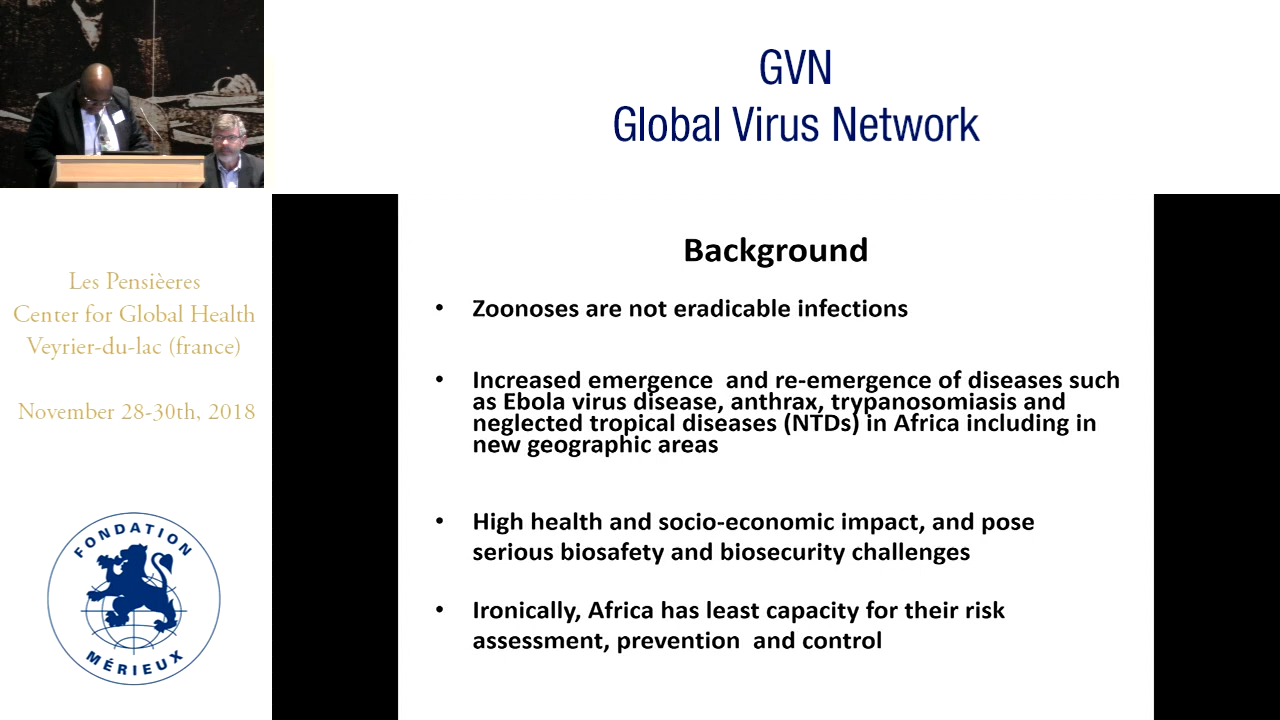 GVN
Global Virus Network
Les Pensièeres
Center for Global Health
Veyrier-du-lac (france)
November 28-30th, 2018
FONDATION
MÉRIEUX
Background
• Zoonoses are not eradicable infections
• Increased emergence  and re-emergence of diseases such
as Ebola virus disease, anthrax, trypanosomiasis and
neglected tropical diseases (NTDs) in Africa including in
new geographic areas
• High health and socio-economic impact, and pose
serious biosafety and biosecurity challenges
• Ironically, Africa has least capacity for their risk
assessment, prevention  and control